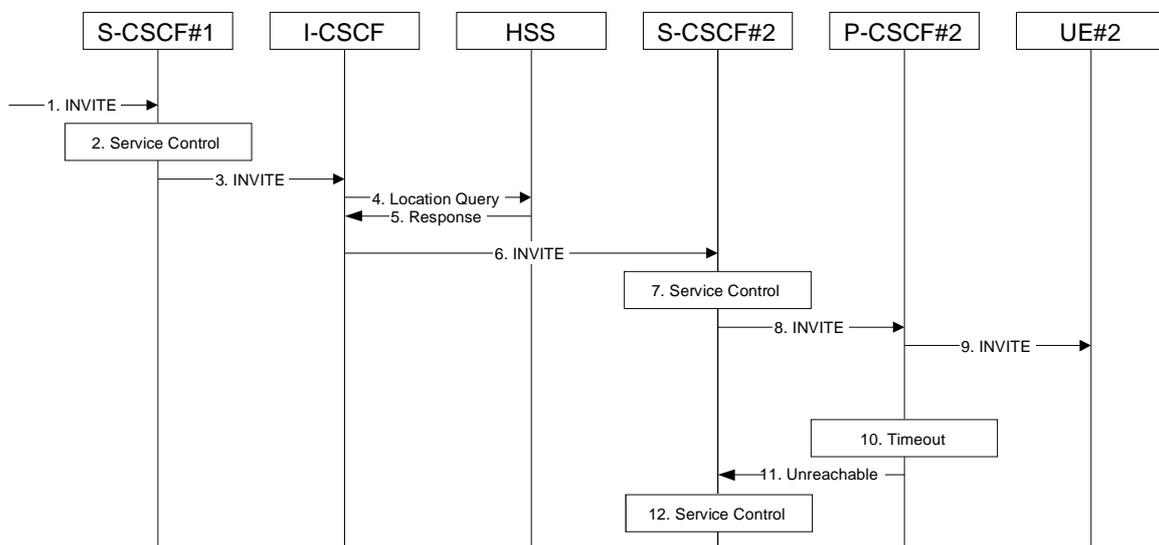 S-CSCF#1
I-CSCF
HSS
S-CSCF#2
P-CSCF#2
UE#2
1. INVITE
2. Service Control
3. INVITE
4. Location Query
5. Response
6. INVITE
7. Service Control
8. INVITE
9. INVITE
10. Timeout
11. Unreachable
12. Service Control